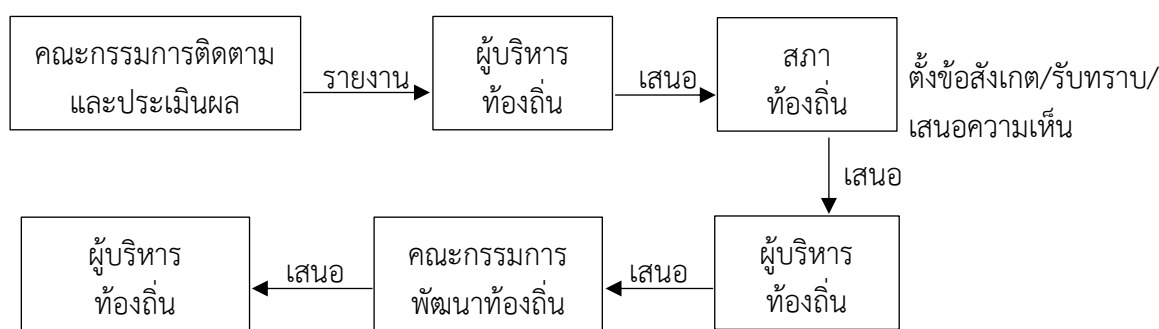 คณะกรรมการติดตาม
และประเมินผล
รายงาน
ผู้บริหาร
ท้องถิ่น
เสนอ
สภา
ท้องถิ่น
ตั้งข้อสังเกต/รับทราบ/
เสนอความเห็น
เสนอ
ผู้บริหาร
ท้องถิ่น
เสนอ
คณะกรรมการ
พัฒนาท้องถิ่น
เสนอ
ผู้บริหาร
ท้องถิ่น